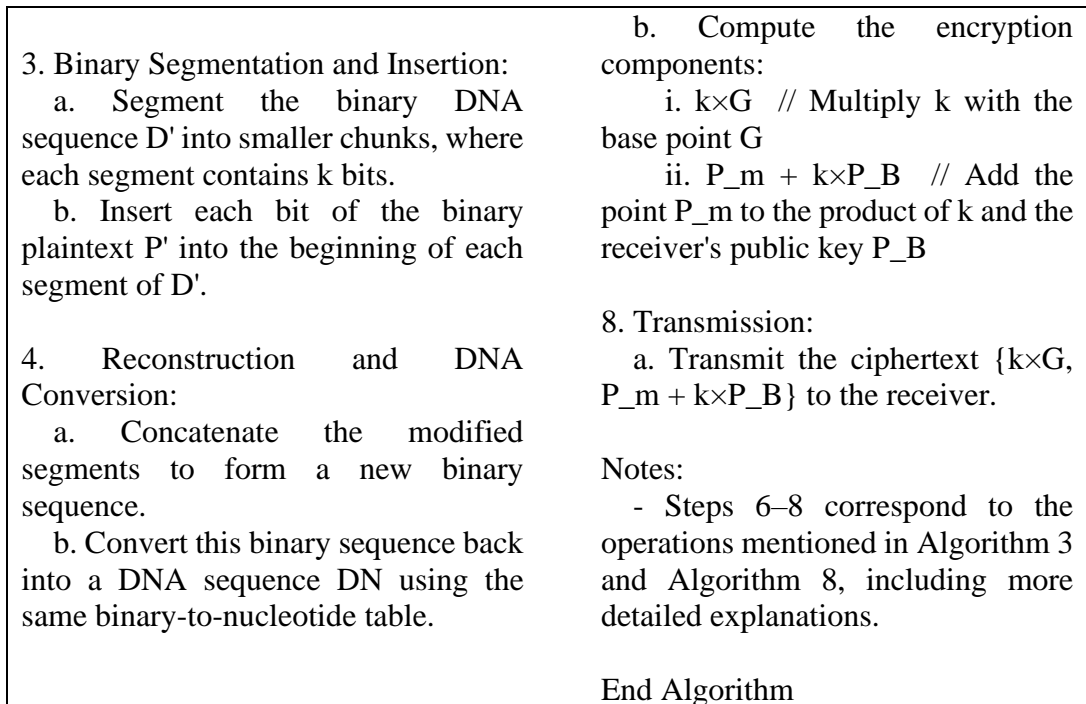 3. Binary Segmentation and Insertion:
a. Segment the binary DNA
sequence D' into smaller chunks, where
each segment contains k bits.
b. Insert each bit of the binary
plaintext P' into the beginning of each
segment of D'.
4. Reconstruction and DNA
Conversion:
a. Concatenate the modified
segments to form a new binary
sequence.
b. Convert this binary sequence back
into a DNA sequence DN using the
same binary-to-nucleotide table.
b. Compute the encryption
components:
i. k×G // Multiply k with the
base point G
ii. P_m + k×P_B // Add the
point P_m to the product of k and the
receiver's public key P_B
8. Transmission:
a. Transmit the ciphertext {k×G,
P_m + k×P_B} to the receiver.
Notes:
- Steps 6–8 correspond to the
operations mentioned in Algorithm 3
and Algorithm 8, including more
detailed explanations.
End Algorithm